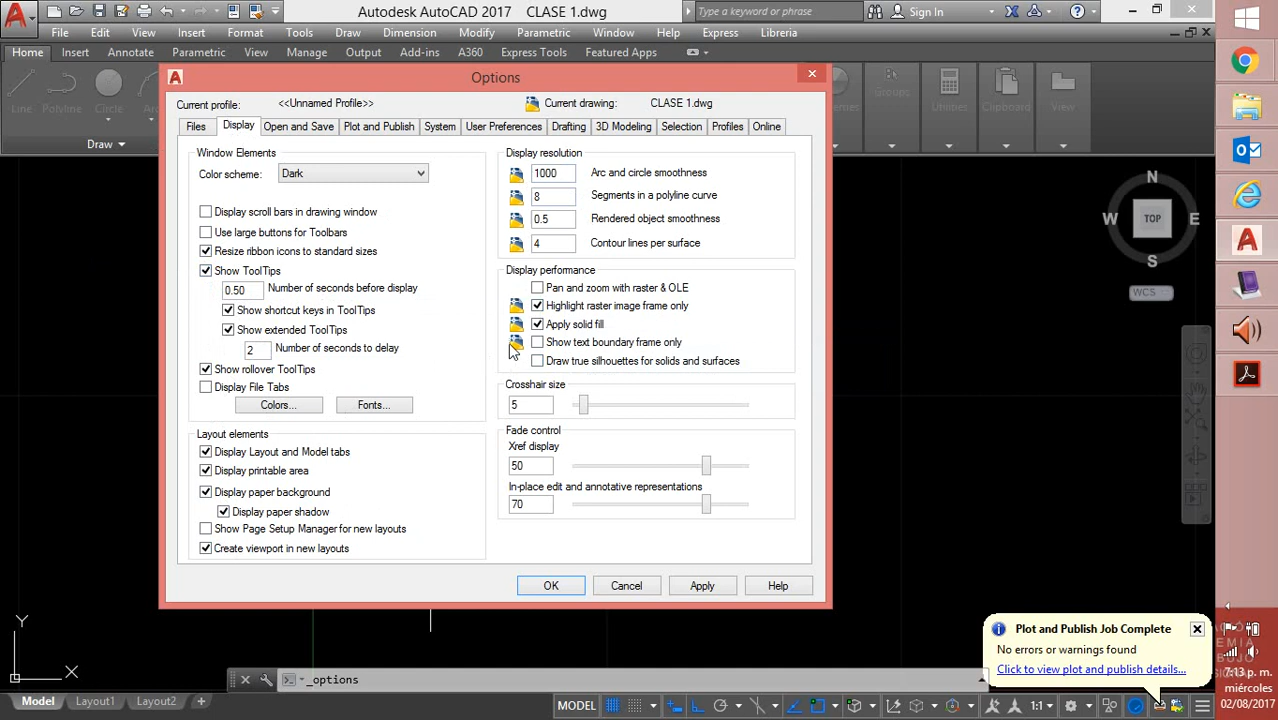 Autodesk AutoCAD 2017 CLASE 1.dwg
Type a keyword or phrase
Sign In
File Edit View Insert Format Tools Draw Dimension Modify Parametric Window Help Express Libreria
Home Insert Annotate Parametric View Manage Output Add-ins A360 Express Tools Featured Apps
Line Polyline Circle
Groups Utilities Clipboard View
Draw
Options
Current profile: <<Unnamed Profile>> Current drawing: CLASE 1.dwg
Files Display Open and Save Plot and Publish System User Preferences Drafting 3D Modeling Selection Profiles Online
Window Elements
Color scheme: Dark
Display scroll bars in drawing window
Use large buttons for Toolbars
Resize ribbon icons to standard sizes
Show ToolTips
0.50 Number of seconds before display
Show shortcut keys in ToolTips
Show extended ToolTips
2 Number of seconds to delay
Show rollover ToolTips
Display File Tabs
Colors... Fonts...
Layout elements
Display Layout and Model tabs
Display printable area
Display paper background
Display paper shadow
Show Page Setup Manager for new layouts
Create viewport in new layouts
Display resolution
1000 Arc and circle smoothness
8 Segments in a polyline curve
0.5 Rendered object smoothness
4 Contour lines per surface
Display performance
Pan and zoom with raster & OLE
Highlight raster image frame only
Apply solid fill
Show text boundary frame only
Draw true silhouettes for solids and surfaces
Crosshair size
5
Fade control
Xref display
50
In-place edit and annotative representations
70
OK Cancel Apply Help
N
W TOP E
S
WCS
Y
X
Plot and Publish Job Complete
No errors or warnings found
Click to view plot and publish details...
_options
Model Layout1 Layout2 +
MODEL
1:1
7:13 p. m.
miércoles
02/08/2017